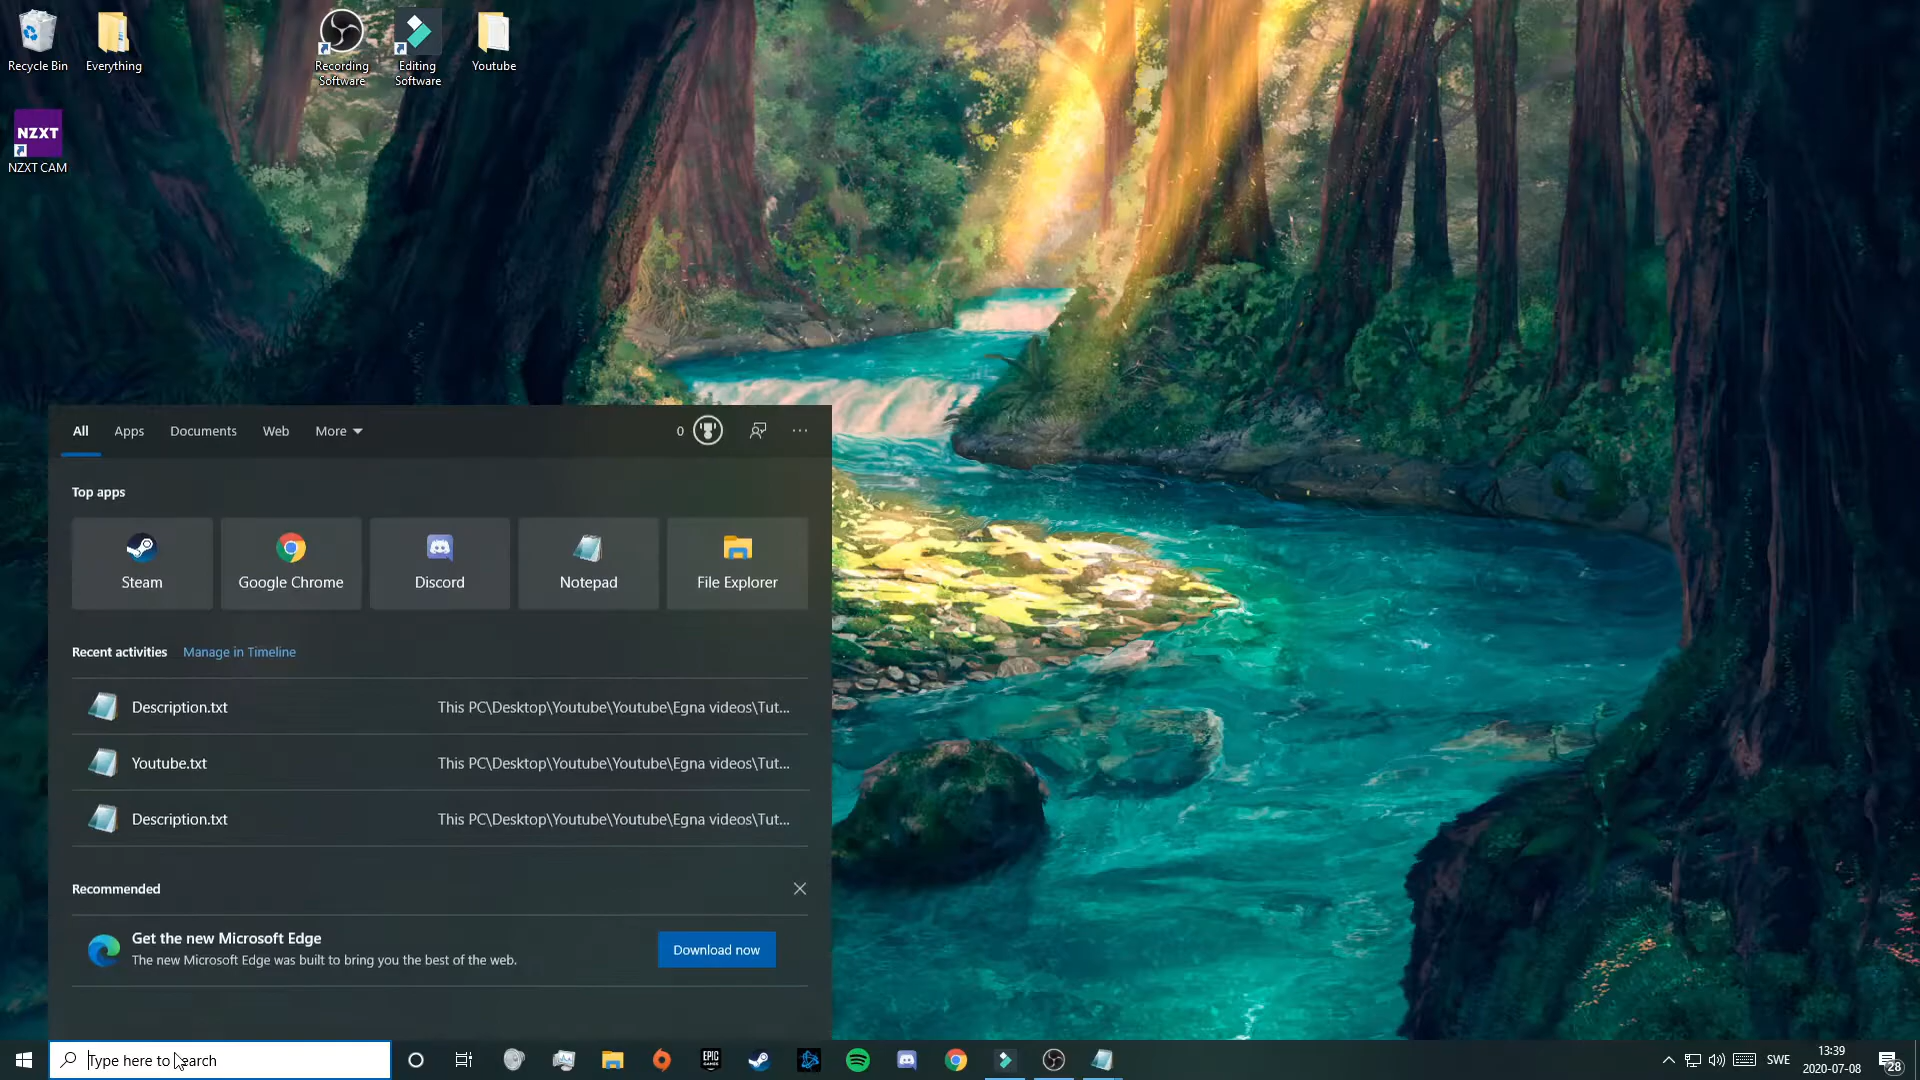 Recycle Bin
Everything
Recording
Software
Editing
Software
Youtube
NZXT
NZXT CAM
All
Apps
Documents
Web
More
0
Top apps
Steam
Google Chrome
Discord
Notepad
File Explorer
Recent activities
Manage in Timeline
Description.txt
This PC\Desktop\Youtube\Youtube\Egna videos\Tut...
Youtube.txt
This PC\Desktop\Youtube\Youtube\Egna videos\Tut...
Description.txt
This PC\Desktop\Youtube\Youtube\Egna videos\Tut...
Recommended
Get the new Microsoft Edge
The new Microsoft Edge was built to bring you the best of the web.
Download now
Type here to search
EPIC
GAMES
SWE
13:39
2020-07-08
28